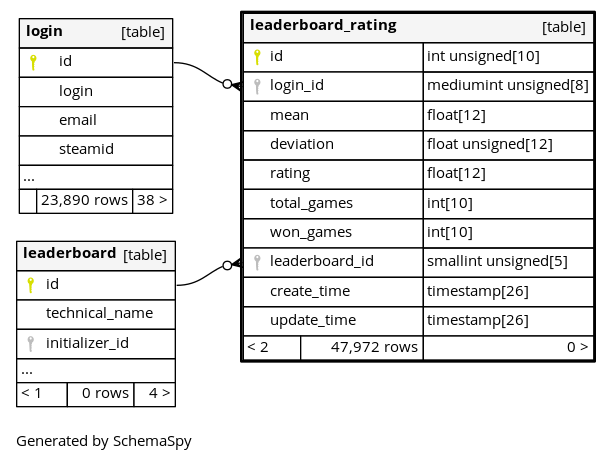 login [table]
id
login
email
steamid
...
23,890 rows 38 >
leaderboard_rating [table]
id int unsigned[10]
login_id mediumint unsigned[8]
mean float[12]
deviation float unsigned[12]
rating float[12]
total_games int[10]
won_games int[10]
leaderboard_id smallint unsigned[5]
create_time timestamp[26]
update_time timestamp[26]
< 2 47,972 rows 0 >
leaderboard [table]
id
technical_name
initializer_id
...
< 1 0 rows 4 >
Generated by SchemaSpy